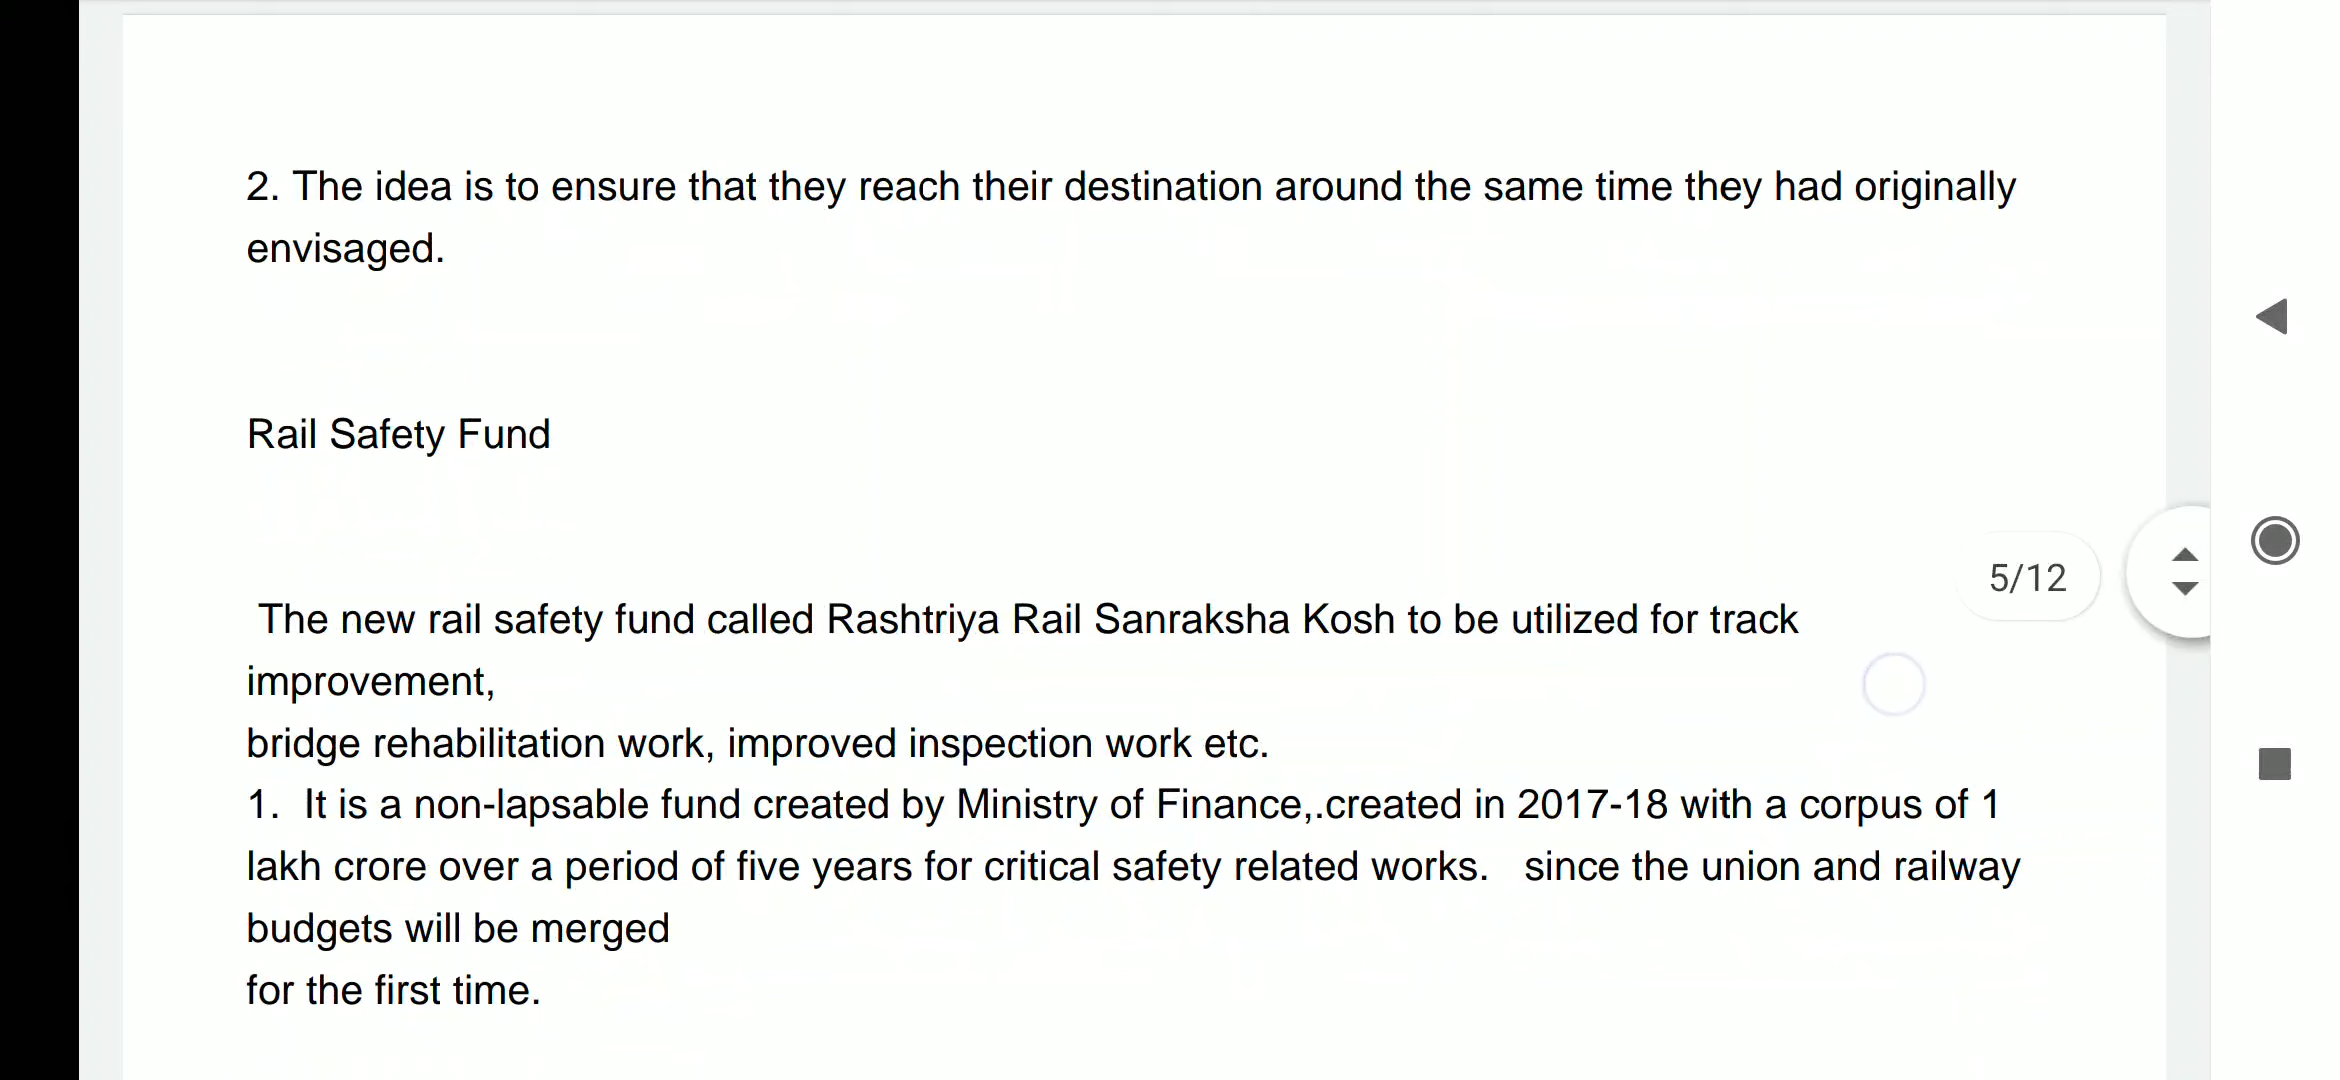 2. The idea is to ensure that they reach their destination around the same time they had originally
envisaged.
Rail Safety Fund
5/12
The new rail safety fund called Rashtriya Rail Sanraksha Kosh to be utilized for track
improvement,
bridge rehabilitation work, improved inspection work etc.
1. It is a non-lapsable fund created by Ministry of Finance,.created in 2017-18 with a corpus of 1
lakh crore over a period of five years for critical safety related works. since the union and railway
budgets will be merged
for the first time.